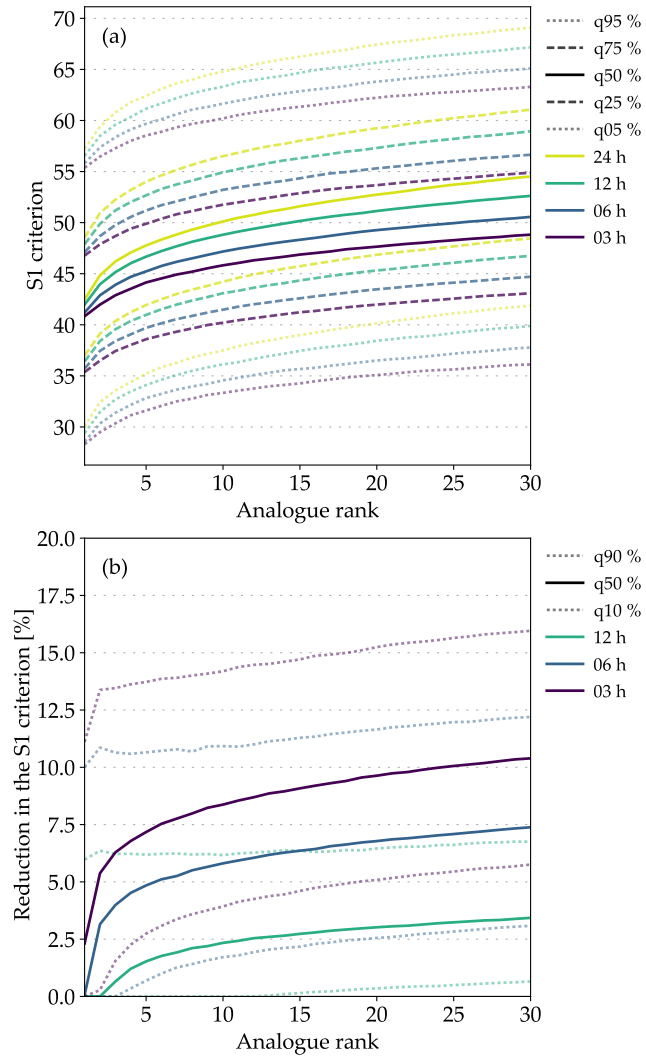 (a)
70
65
60
55
50
45
40
35
30
S1 criterion
5
10
15
20
25
30
Analogue rank
q95 %
q75 %
q50 %
q25 %
q05 %
24 h
12 h
06 h
03 h
(b)
20.0
17.5
15.0
12.5
10.0
7.5
5.0
2.5
0.0
Reduction in the S1 criterion [%]
5
10
15
20
25
30
Analogue rank
q90 %
q50 %
q10 %
12 h
06 h
03 h